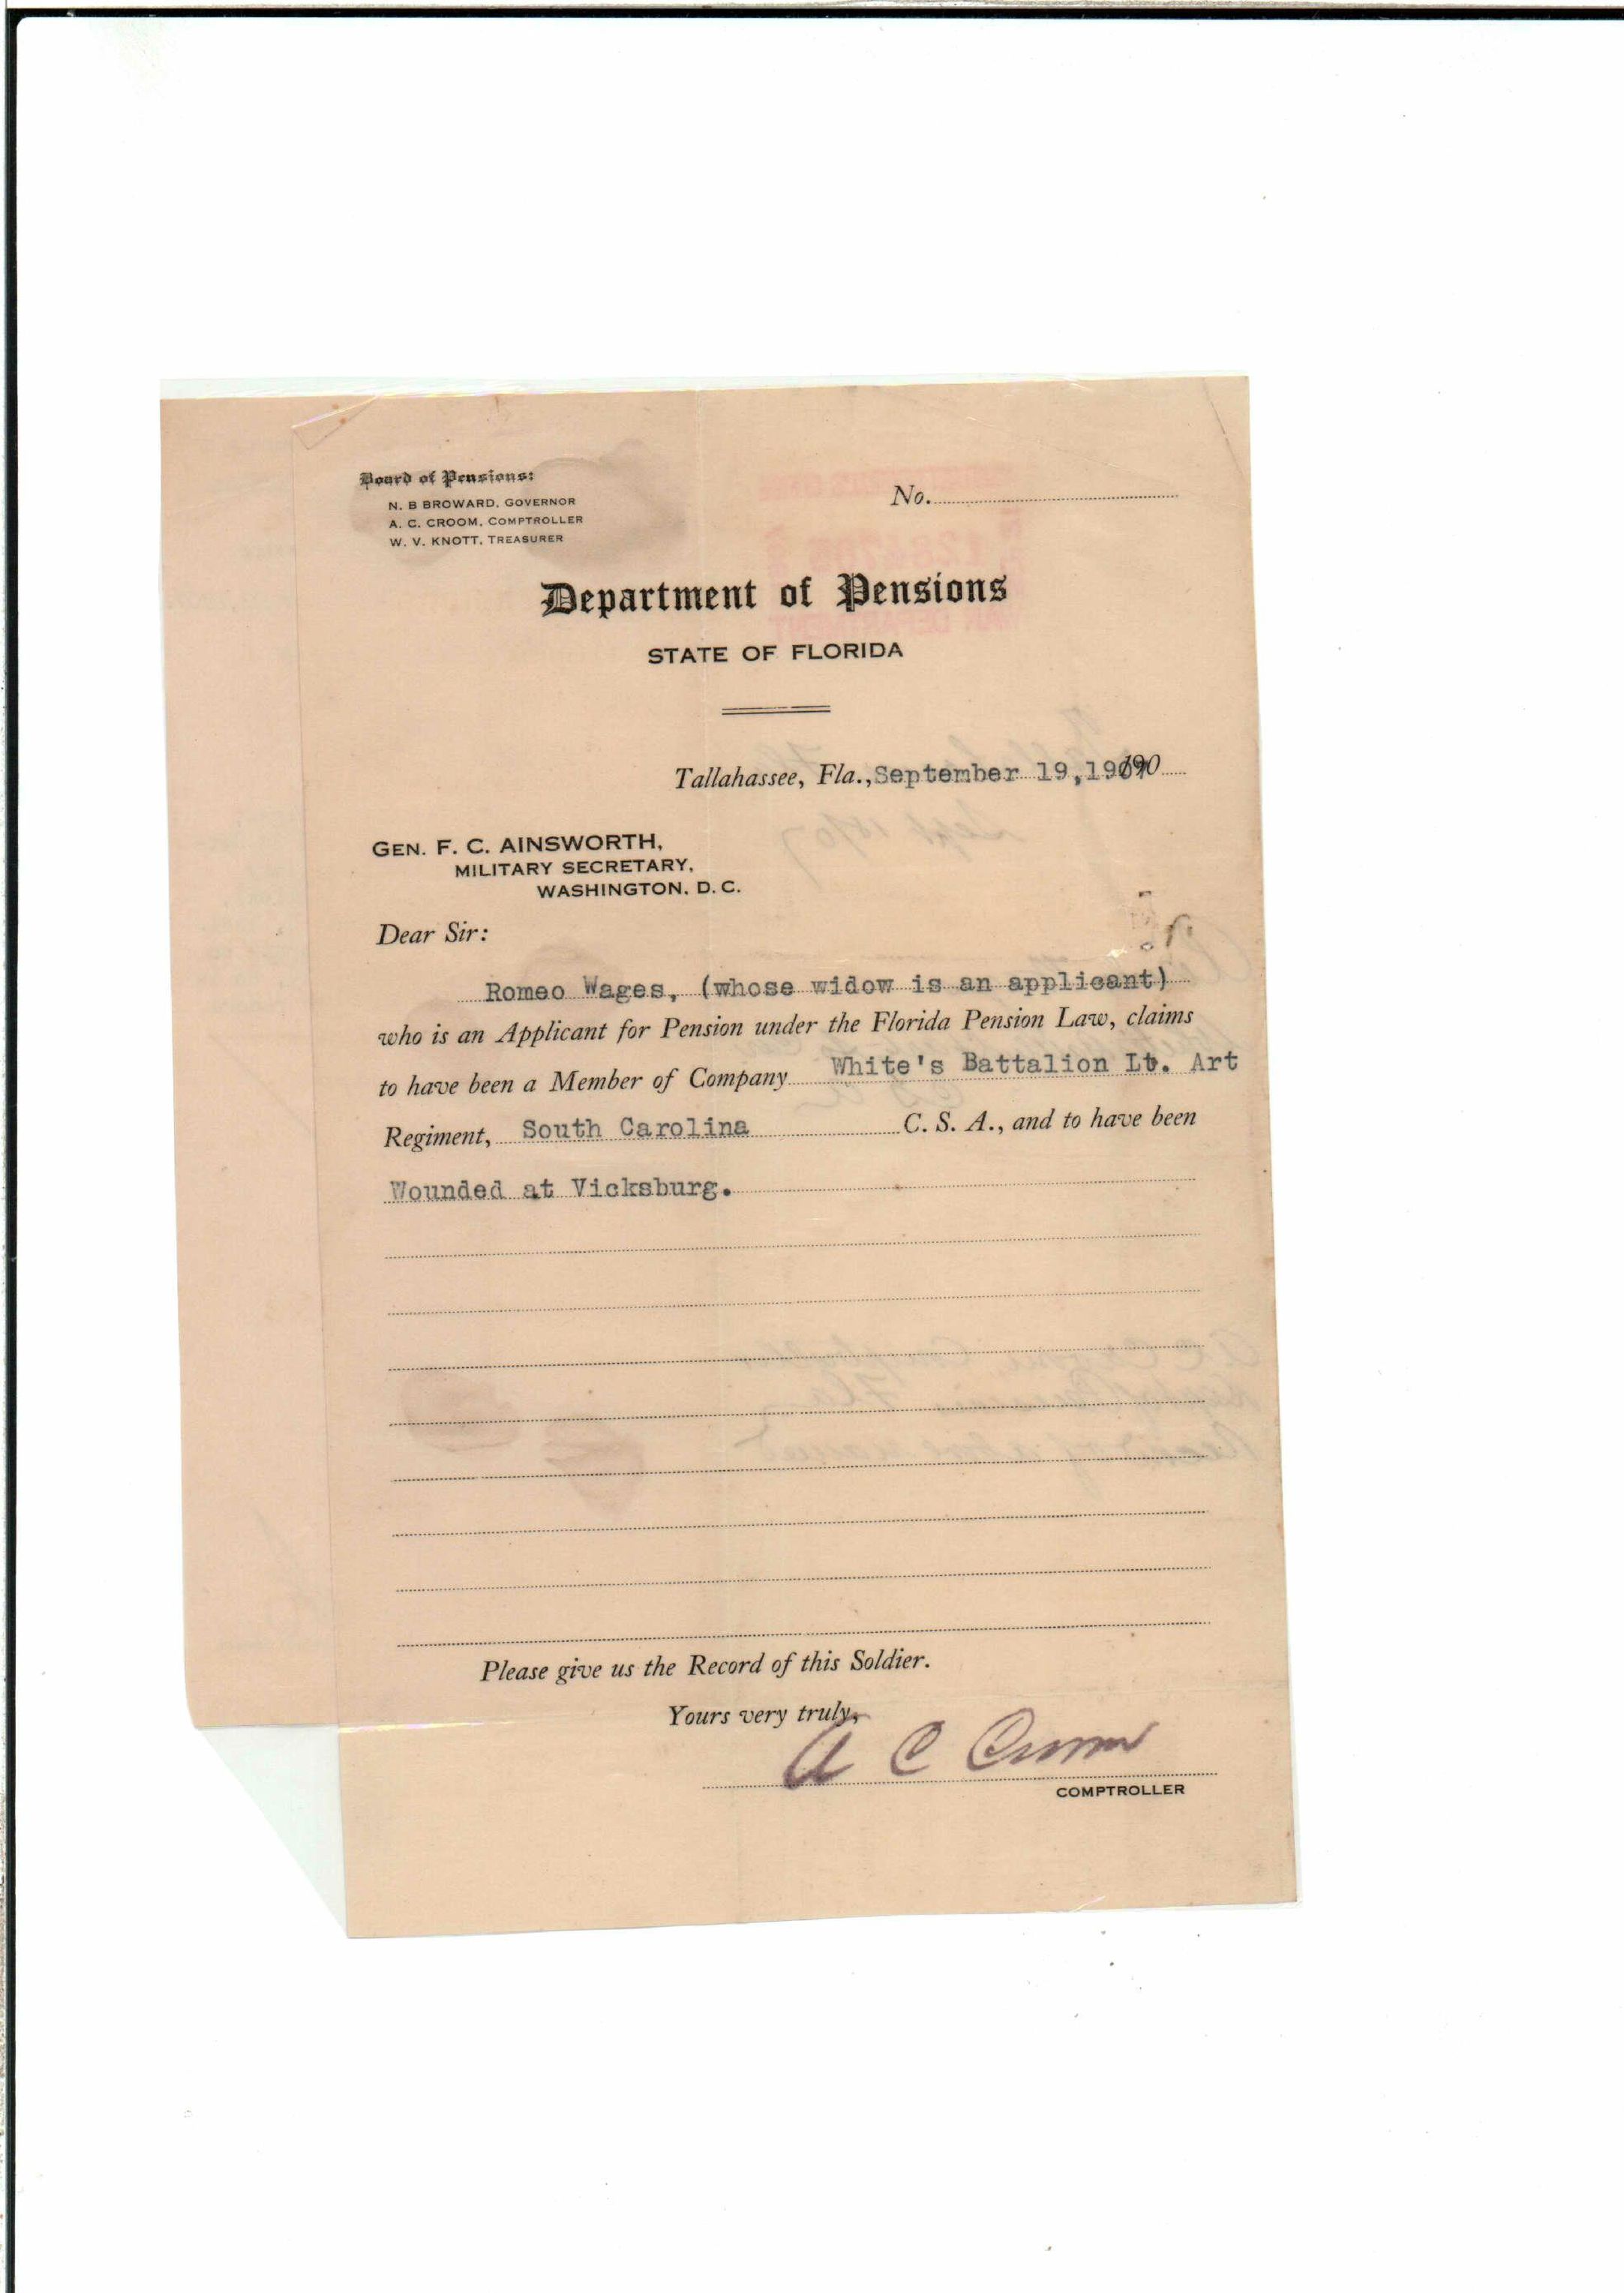 Board of Pensions:
N. B BROWARD, GOVERNOR
A. C. CROOM, COMPTROLLER
W. V. KNOTT, TREASURER
No.
Department of Pensions
STATE OF FLORIDA
Tallahassee, Fla., September 19, 1907 190
GEN. F. C. AINSWORTH,
MILITARY SECRETARY,
WASHINGTON, D. C.
Dear Sir:
Romeo Wages, (whose widow is an applicant)
who is an Applicant for Pension under the Florida Pension Law, claims
to have been a Member of Company White's Battalion Lt. Art
Regiment, South Carolina C. S. A., and to have been
Wounded at Vicksburg.
Please give us the Record of this Soldier.
Yours very truly,
A C Croom
COMPTROLLER